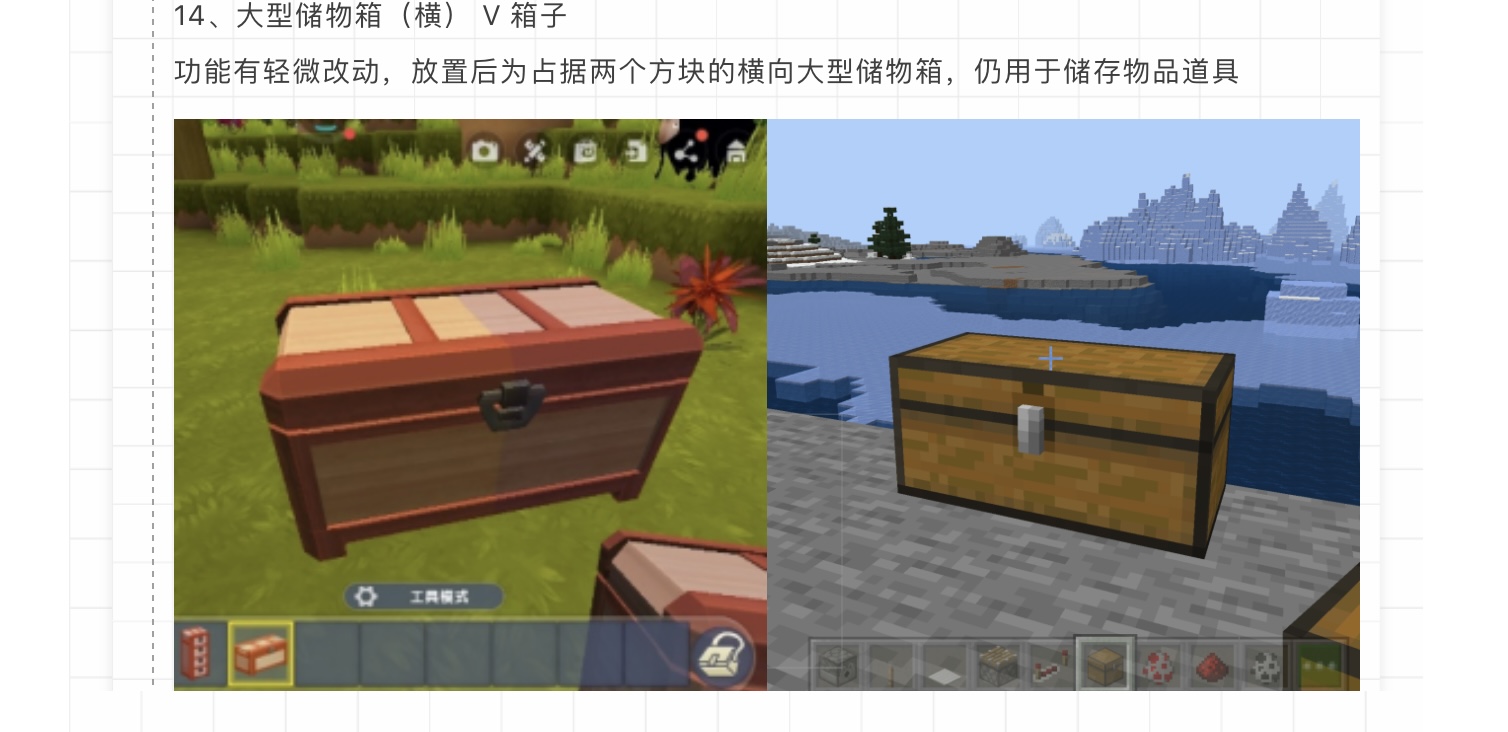 14、大型储物箱（横） V 箱子
功能有轻微改动，放置后为占据两个方块的横向大型储物箱，仍用于储存物品道具
工具模式